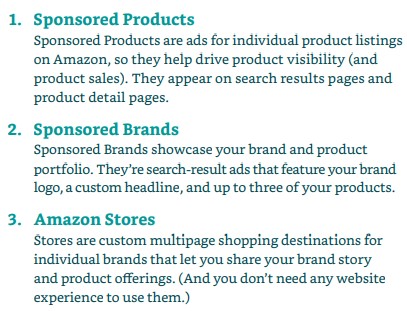 1. Sponsored Products
Sponsored Products are ads for individual product listings
on Amazon, so they help drive product visibility (and
product sales). They appear on search results pages and
product detail pages.
2. Sponsored Brands
Sponsored Brands showcase your brand and product
portfolio. They're search-result ads that feature your brand
logo, a custom headline, and up to three of your products.
3. Amazon Stores
Stores are custom multipage shopping destinations for
individual brands that let you share your brand story
and product offerings. (And you don't need any website
experience to use them.)